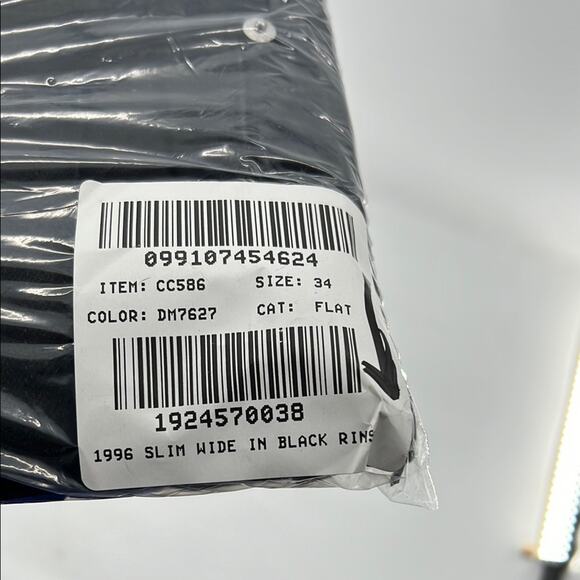 099107454624
ITEM: CC586 SIZE: 34
COLOR: DM7627 CAT: FLAT
1924570038
1996 SLIM WIDE IN BLACK RINS